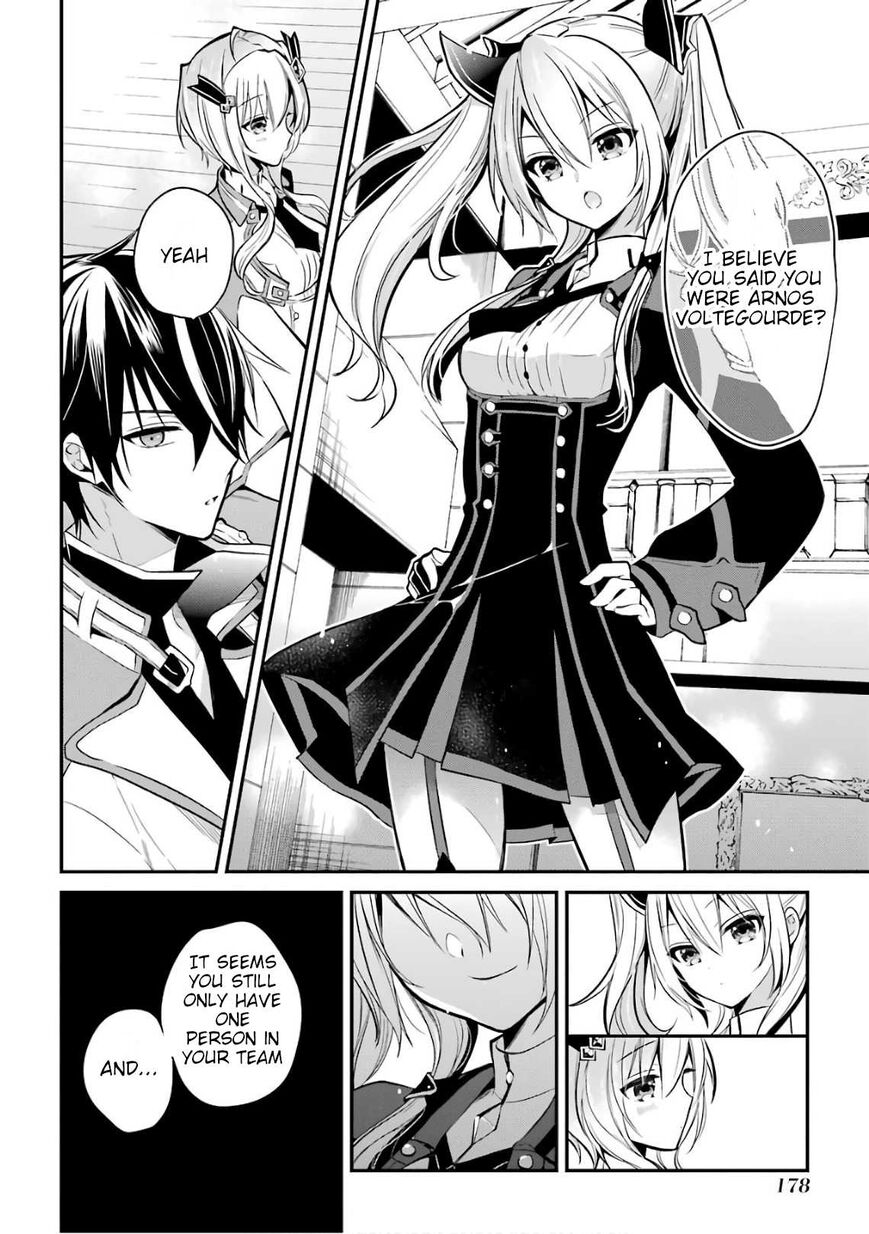 I BELIEVE
YOU SAID YOU
WERE ARNOS
VOLTEGOURDE?
YEAH
IT SEEMS
YOU STILL
ONLY HAVE
ONE
PERSON IN
YOUR TEAM
AND...
178